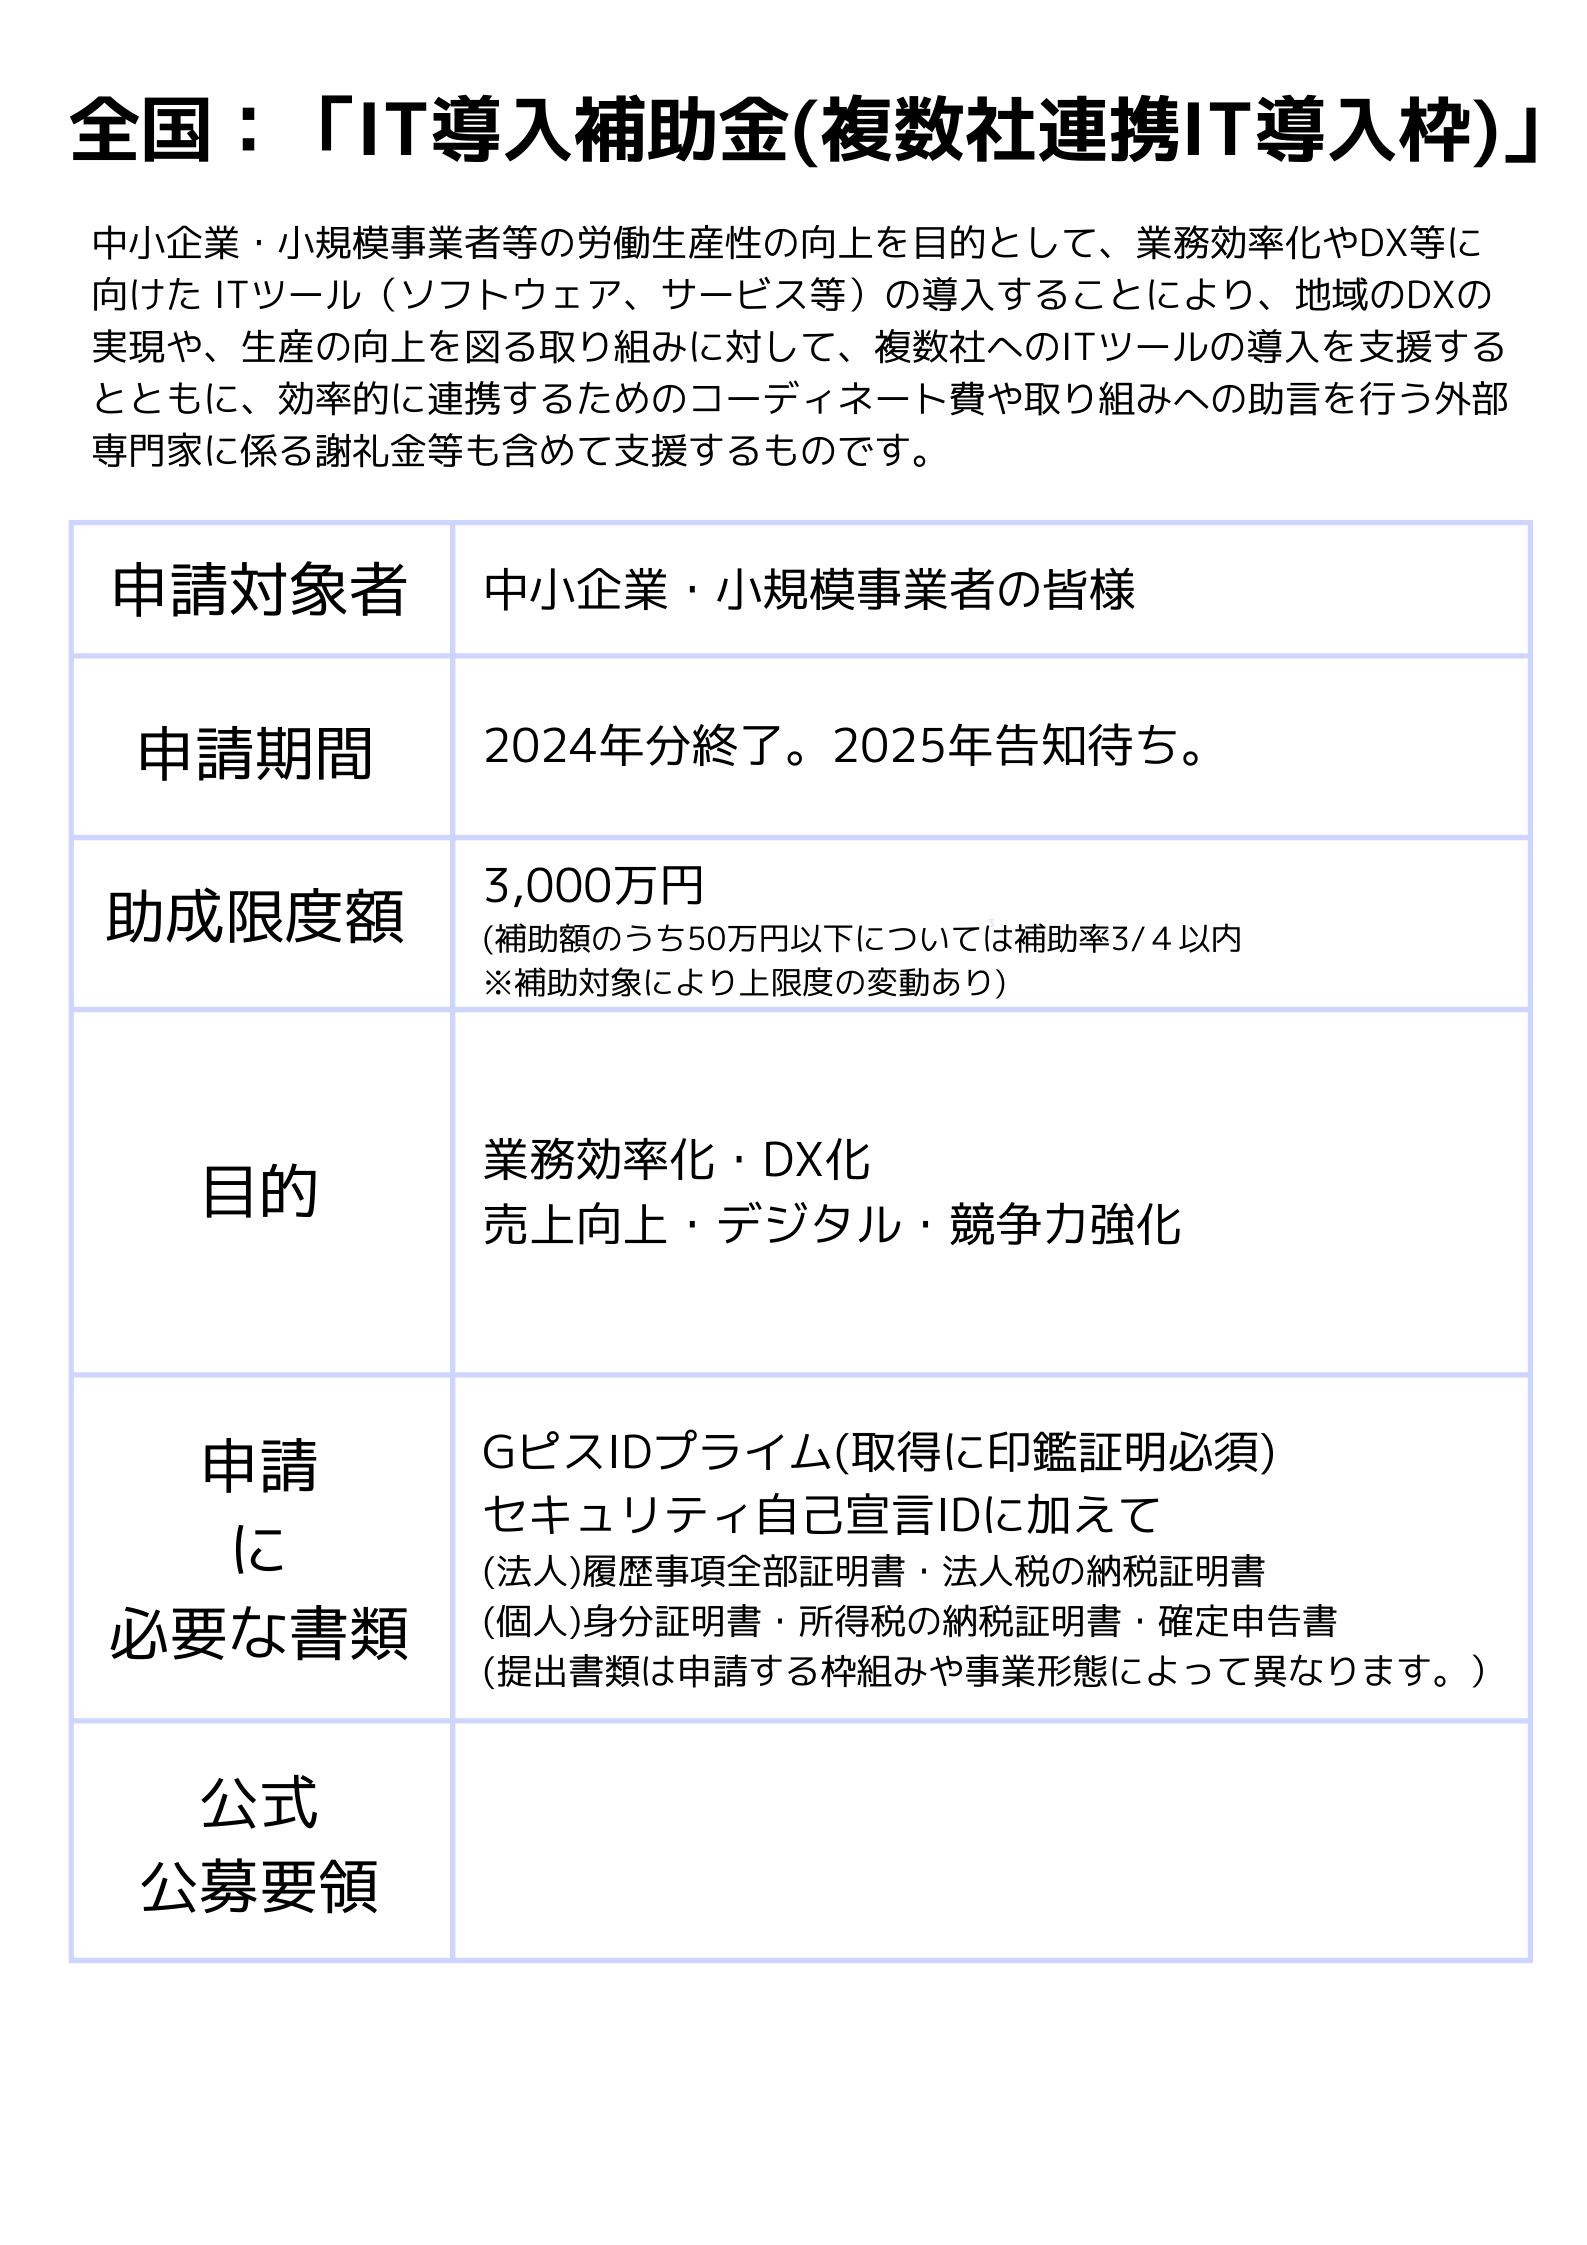 全国：「IT導入補助金(複数社連携IT導入枠)」
中小企業・小規模事業者等の労働生産性の向上を目的として、業務効率化やDX等に
向けた ITツール（ソフトウェア、サービス等）の導入することにより、地域のDXの
実現や、生産の向上を図る取り組みに対して、複数社へのITツールの導入を支援する
とともに、効率的に連携するためのコーディネート費や取り組みへの助言を行う外部
専門家に係る謝礼金等も含めて支援するものです。
申請対象者
中小企業・小規模事業者の皆様
申請期間
2024年分終了。2025年告知待ち。
助成限度額
3,000万円
(補助額のうち50万円以下については補助率3/４以内
※補助対象により上限度の変動あり)
目的
業務効率化・DX化
売上向上・デジタル・競争力強化
申請
に
必要な書類
GピスIDプライム(取得に印鑑証明必須)
セキュリティ自己宣言IDに加えて
(法人)履歴事項全部証明書・法人税の納税証明書
(個人)身分証明書・所得税の納税証明書・確定申告書
(提出書類は申請する枠組みや事業形態によって異なります。）
公式
公募要領